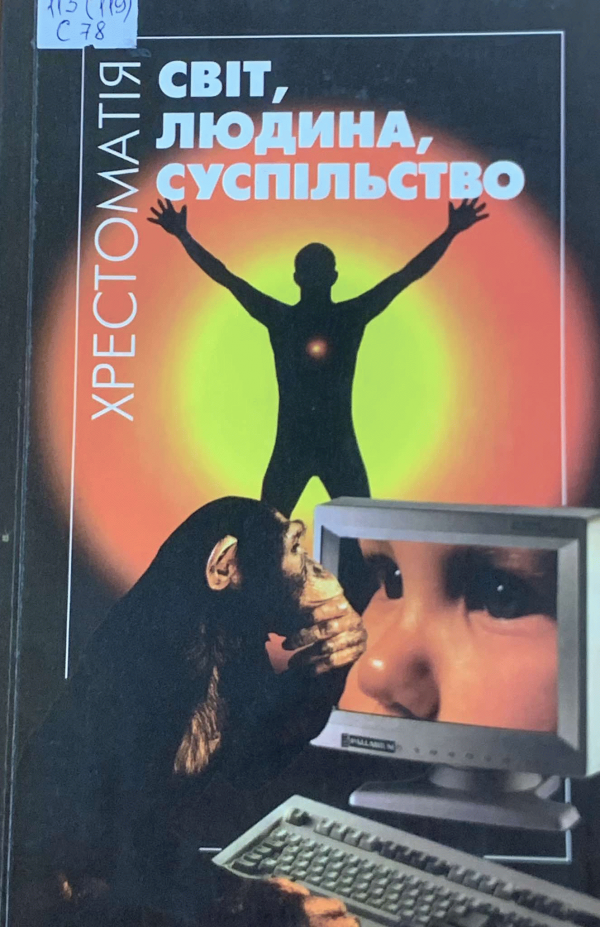 113(119)
С 78
ХРЕСТОМАТІЯ
СВІТ,
ЛЮДИНА,
СУСПІЛЬСТВО